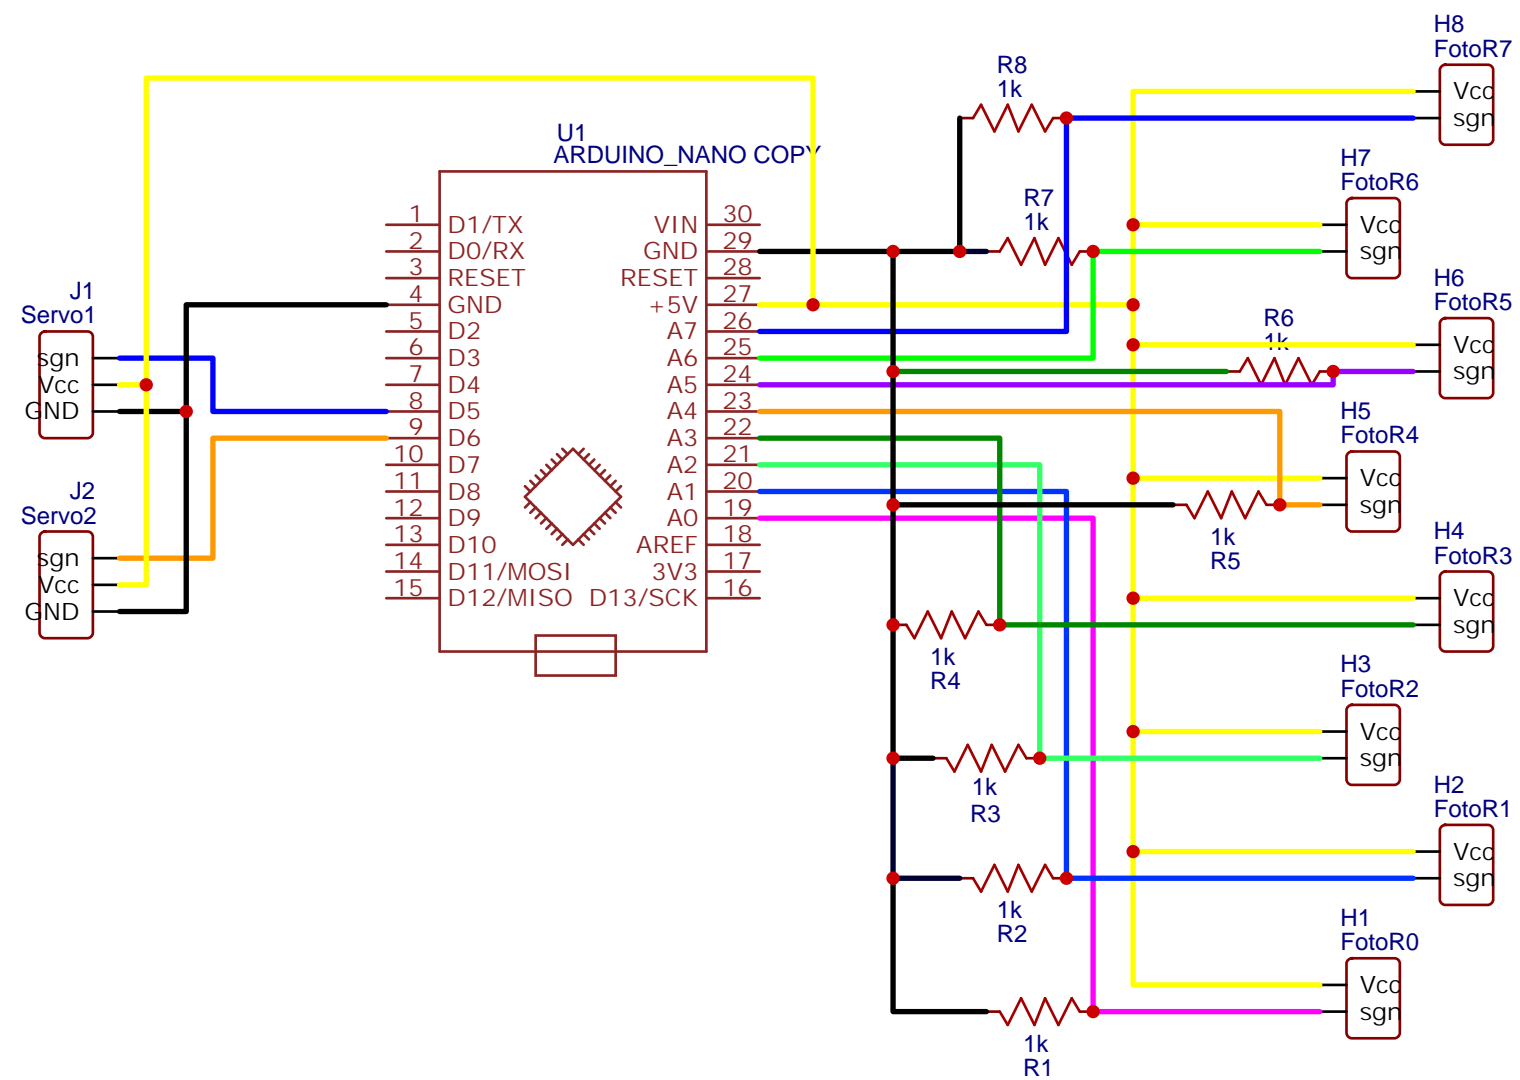 H8
FotoR7
Vcc
sgn
R8
1k
U1
ARDUINO_NANO COPY
H7
FotoR6
Vcc
sgn
R7
1k
1 D1/TX VIN 30
2 D0/RX GND 29
3 RESET RESET 28
4 GND +5V 27
5 D2 A7 26
6 D3 A6 25
7 D4 A5 24
8 D5 A4 23
9 D6 A3 22
10 D7 A2 21
11 D8 A1 20
12 D9 A0 19
13 D10 AREF 18
14 D11/MOSI 3V3 17
15 D12/MISO D13/SCK 16
J1
Servo1
sgn
Vcc
GND
J2
Servo2
sgn
Vcc
GND
H6
FotoR5
Vcc
sgn
R6
1k
H5
FotoR4
Vcc
sgn
1k
R5
H4
FotoR3
Vcc
sgn
1k
R4
H3
FotoR2
Vcc
sgn
1k
R3
H2
FotoR1
Vcc
sgn
1k
R2
H1
FotoR0
Vcc
sgn
1k
R1